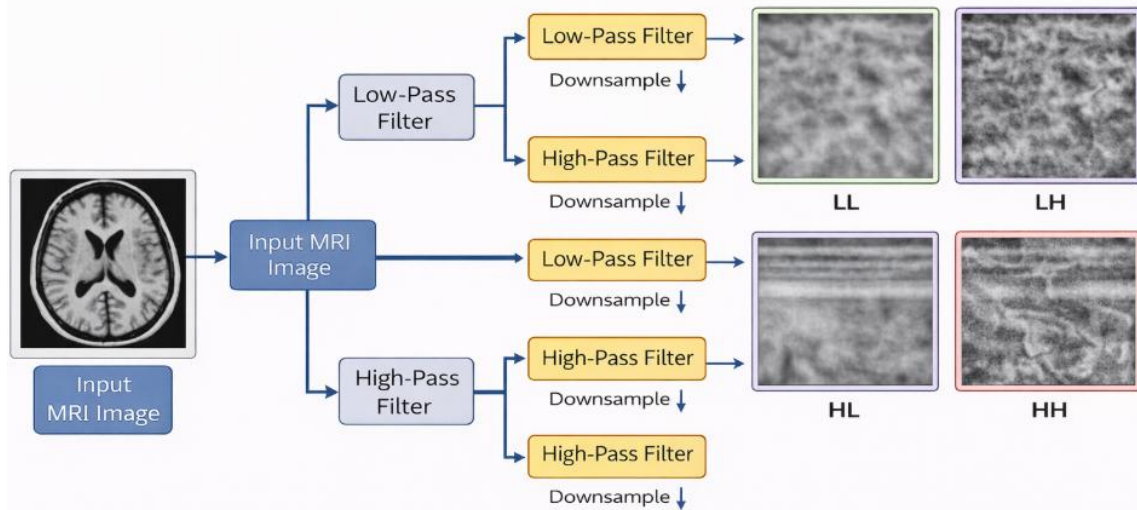 Input
MRI Image
Input MRI
Image
Low-Pass
Filter
High-Pass
Filter
Low-Pass Filter
Downsample ↓
High-Pass Filter
Downsample ↓
Low-Pass Filter
Downsample ↓
High-Pass Filter
Downsample ↓
High-Pass Filter
Downsample ↓
LL
LH
HL
HH